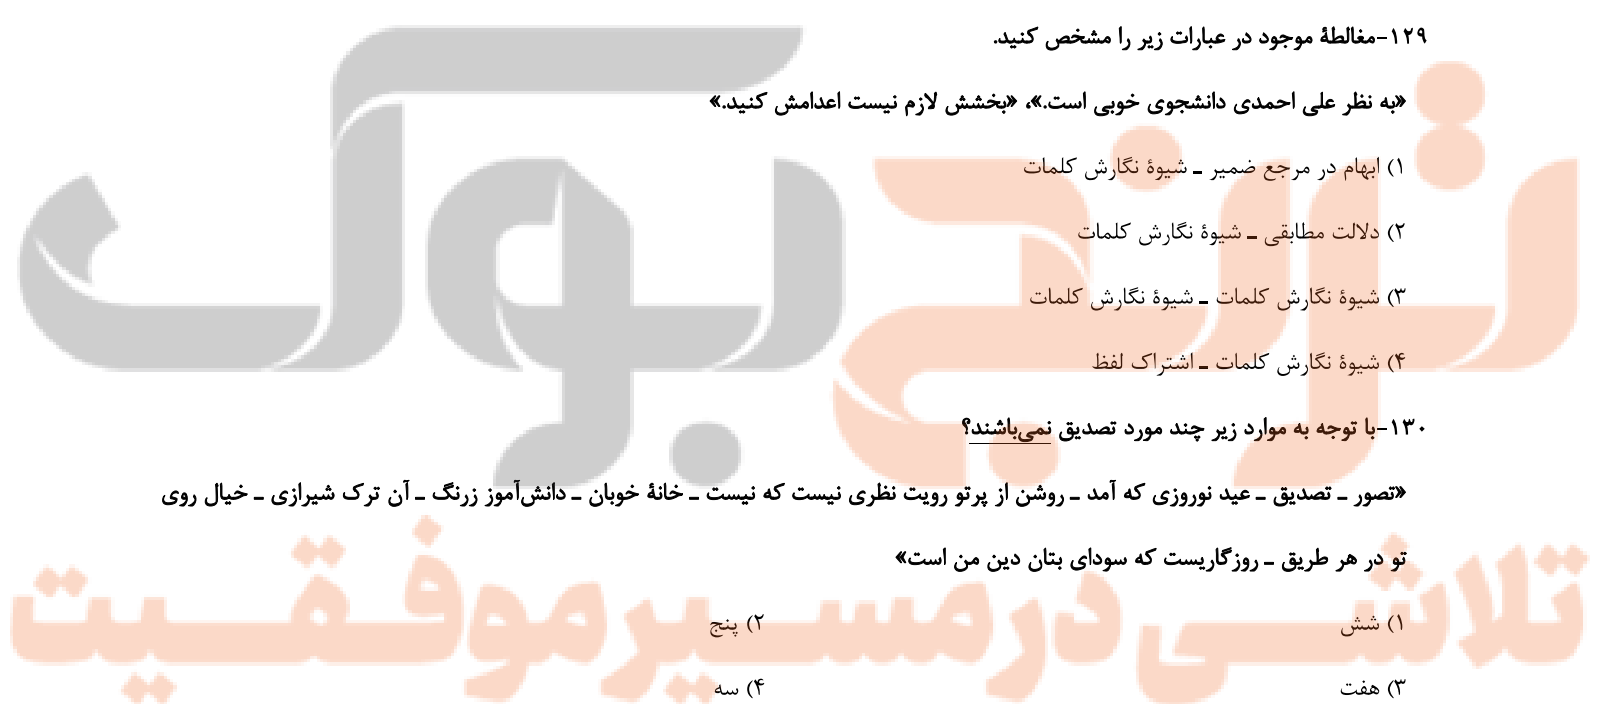 ۱۲۹-مغالطهٔ موجود در عبارات زیر را مشخص کنید.
«به نظر علی احمدی دانشجوی خوبی است.»، «بخشش لازم نیست اعدامش کنید.»
۱) ابهام در مرجع ضمیر ـ شیوهٔ نگارش کلمات
۲) دلالت مطابقی ـ شیوهٔ نگارش کلمات
۳) شیوهٔ نگارش کلمات ـ شیوهٔ نگارش کلمات
۴) شیوهٔ نگارش کلمات ـ اشتراک لفظ
۱۳۰-با توجه به موارد زیر چند مورد تصدیق نمی‌باشند؟
«تصور ـ تصدیق ـ عید نوروزی که آمد ـ روشن از پرتو رویت نظری نیست که نیست ـ خانهٔ خوبان ـ دانش‌آموز زرنگ ـ آن ترک شیرازی ـ خیال روی
تو در هر طریق ـ روزگاریست که سودای بتان دین من است»
۱) شش ۲) پنج
۳) هفت ۴) سه
ترنج بوک
تلاشی در مسیر موفقیت